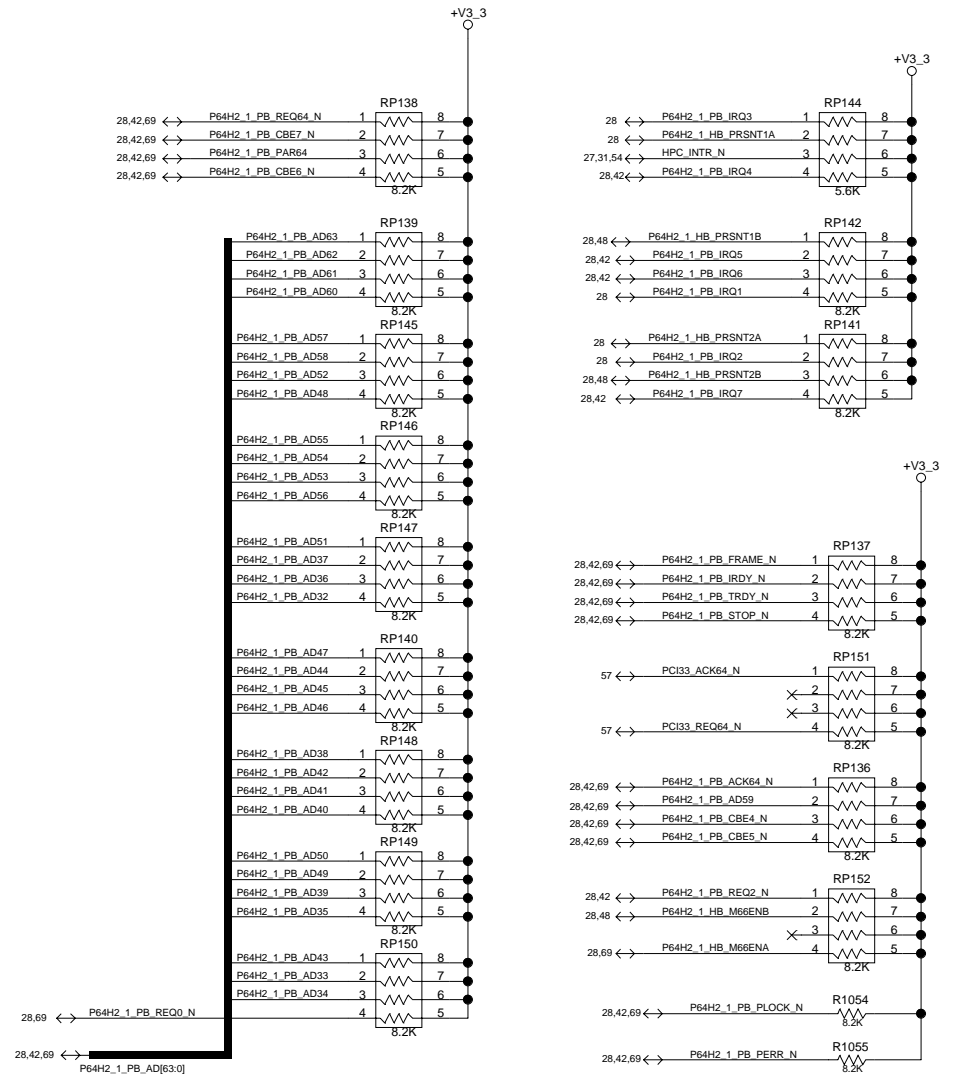 +V3_3
RP138
28,42,69 P64H2_1_PB_REQ64_N 1 8
28,42,69 P64H2_1_PB_CBE7_N 2 7
28,42,69 P64H2_1_PB_PAR64 3 6
28,42,69 P64H2_1_PB_CBE6_N 4 5
8.2K
RP139
P64H2_1_PB_AD63 1 8
P64H2_1_PB_AD62 2 7
P64H2_1_PB_AD61 3 6
P64H2_1_PB_AD60 4 5
8.2K
RP145
P64H2_1_PB_AD57 1 8
P64H2_1_PB_AD58 2 7
P64H2_1_PB_AD52 3 6
P64H2_1_PB_AD48 4 5
8.2K
RP146
P64H2_1_PB_AD55 1 8
P64H2_1_PB_AD54 2 7
P64H2_1_PB_AD53 3 6
P64H2_1_PB_AD56 4 5
8.2K
RP147
P64H2_1_PB_AD51 1 8
P64H2_1_PB_AD37 2 7
P64H2_1_PB_AD36 3 6
P64H2_1_PB_AD32 4 5
8.2K
RP140
P64H2_1_PB_AD47 1 8
P64H2_1_PB_AD44 2 7
P64H2_1_PB_AD45 3 6
P64H2_1_PB_AD46 4 5
8.2K
RP148
P64H2_1_PB_AD38 1 8
P64H2_1_PB_AD42 2 7
P64H2_1_PB_AD41 3 6
P64H2_1_PB_AD40 4 5
8.2K
RP149
P64H2_1_PB_AD50 1 8
P64H2_1_PB_AD49 2 7
P64H2_1_PB_AD39 3 6
P64H2_1_PB_AD35 4 5
8.2K
RP150
P64H2_1_PB_AD43 1 8
P64H2_1_PB_AD33 2 7
P64H2_1_PB_AD34 3 6
28,69 P64H2_1_PB_REQ0_N 4 5
8.2K
28,42,69
P64H2_1_PB_AD[63:0]
+V3_3
RP144
28 P64H2_1_PB_IRQ3 1 8
28 P64H2_1_HB_PRSNT1A 2 7
27,31,54 HPC_INTR_N 3 6
28,42 P64H2_1_PB_IRQ4 4 5
5.6K
RP142
28,48 P64H2_1_HB_PRSNT1B 1 8
28,42 P64H2_1_PB_IRQ5 2 7
28,42 P64H2_1_PB_IRQ6 3 6
28 P64H2_1_PB_IRQ1 4 5
8.2K
RP141
28 P64H2_1_HB_PRSNT2A 1 8
28 P64H2_1_PB_IRQ2 2 7
28,48 P64H2_1_HB_PRSNT2B 3 6
28,42 P64H2_1_PB_IRQ7 4 5
8.2K
+V3_3
RP137
28,42,69 P64H2_1_PB_FRAME_N 1 8
28,42,69 P64H2_1_PB_IRDY_N 2 7
28,42,69 P64H2_1_PB_TRDY_N 3 6
28,42,69 P64H2_1_PB_STOP_N 4 5
8.2K
RP151
57 PCI33_ACK64_N 1 8
2 7
3 6
57 PCI33_REQ64_N 4 5
8.2K
RP136
28,42,69 P64H2_1_PB_ACK64_N 1 8
28,42,69 P64H2_1_PB_AD59 2 7
28,42,69 P64H2_1_PB_CBE4_N 3 6
28,42,69 P64H2_1_PB_CBE5_N 4 5
8.2K
RP152
28,42 P64H2_1_PB_REQ2_N 1 8
28,48 P64H2_1_HB_M66ENB 2 7
3 6
28,69 P64H2_1_HB_M66ENA 4 5
8.2K
R1054
28,42,69 P64H2_1_PB_PLOCK_N
8.2K
R1055
28,42,69 P64H2_1_PB_PERR_N
8.2K